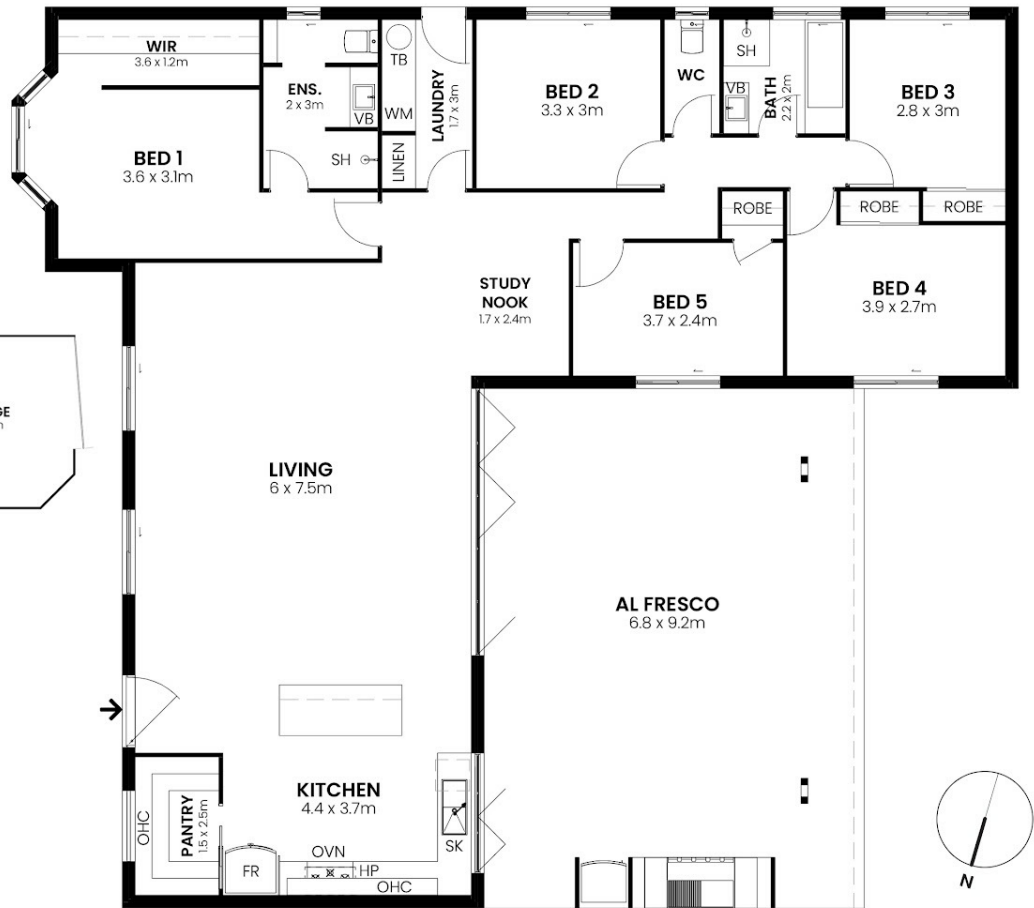 WIR
3.6 x 1.2m
BED 1
3.6 x 3.1m
ENS.
2 x 3m
VB
SH
TB
WM
LINEN
LAUNDRY
1.7 x 3m
BED 2
3.3 x 3m
WC
SH
VB
BATH
2.2 x 2m
BED 3
2.8 x 3m
ROBE
ROBE
ROBE
STUDY
NOOK
1.7 x 2.4m
BED 5
3.7 x 2.4m
BED 4
3.9 x 2.7m
GE
LIVING
6 x 7.5m
AL FRESCO
6.8 x 9.2m
KITCHEN
4.4 x 3.7m
OHC
PANTRY
1.5 x 2.5m
SK
OVN
HP
FR
OHC
N